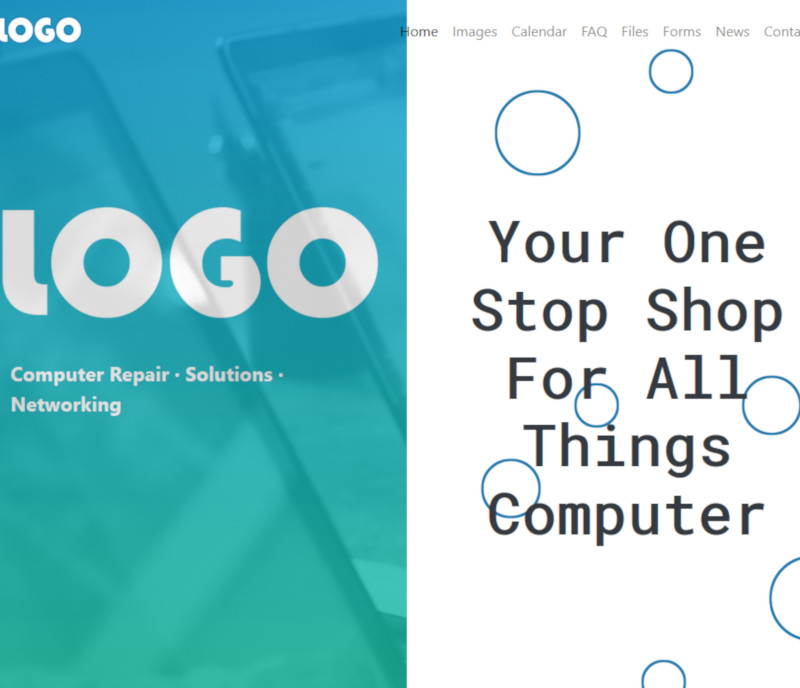 LOGO
Home Images Calendar FAQ Files Forms News Conta
LOGO
Computer Repair · Solutions ·
Networking
Your One
Stop Shop
For All
Things
Computer